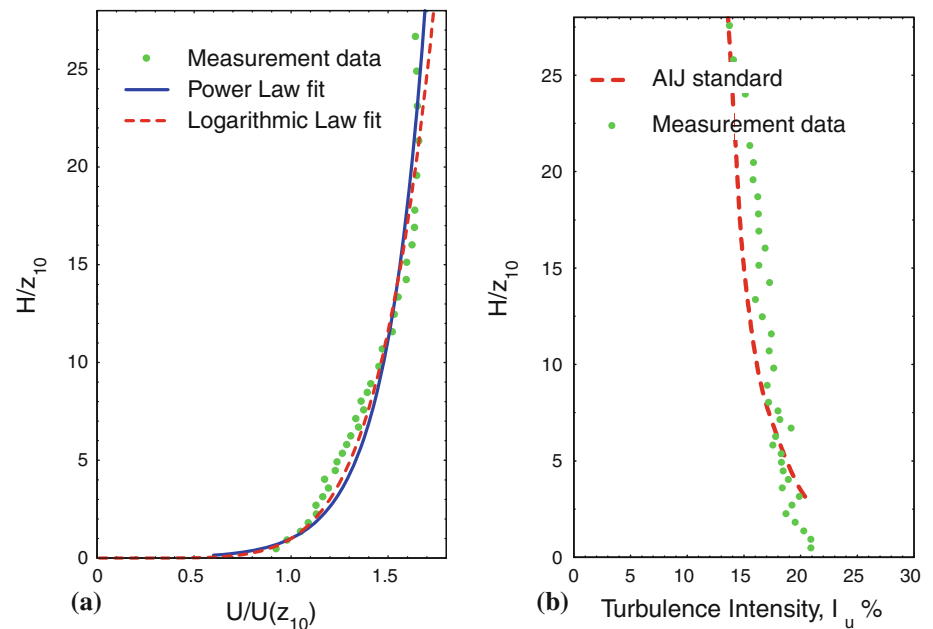 25
20
15
10
5
0
H/z10
Measurement data
Power Law fit
Logarithmic Law fit
0
0.5
1.0
1.5
(a)
U/U(z10)
25
20
15
10
5
0
H/z10
AIJ standard
Measurement data
0
5
10
15
20
25
30
(b)
Turbulence Intensity, I u %